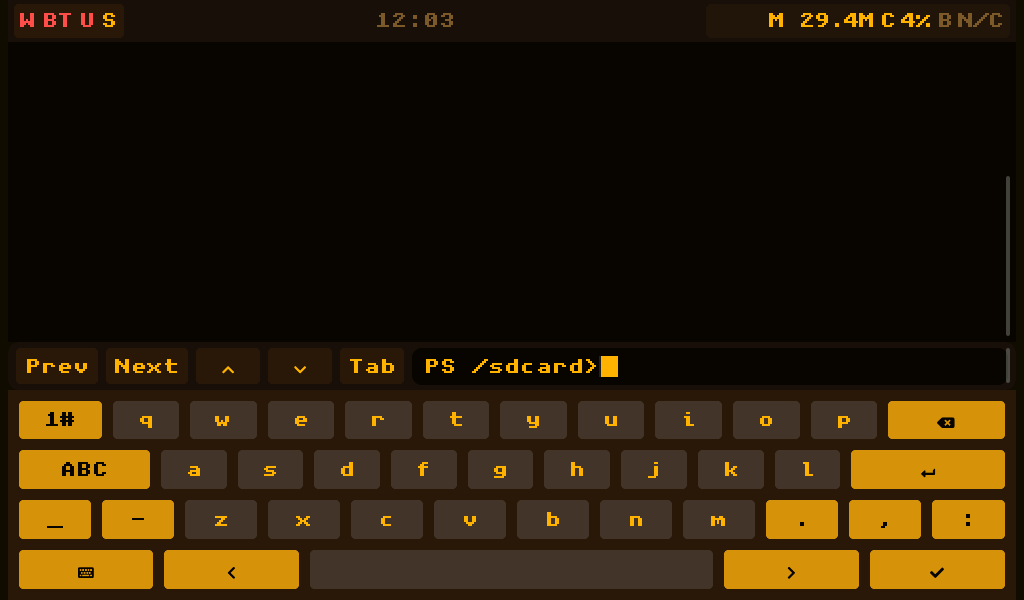 W BT U S 12:03 M 29.4M C 4% B N/C
Prev Next Tab PS /sdcard>
1# q w e r t y u i o p
ABC a s d f g h j k l
_ - z x c v b n m . , :
< >